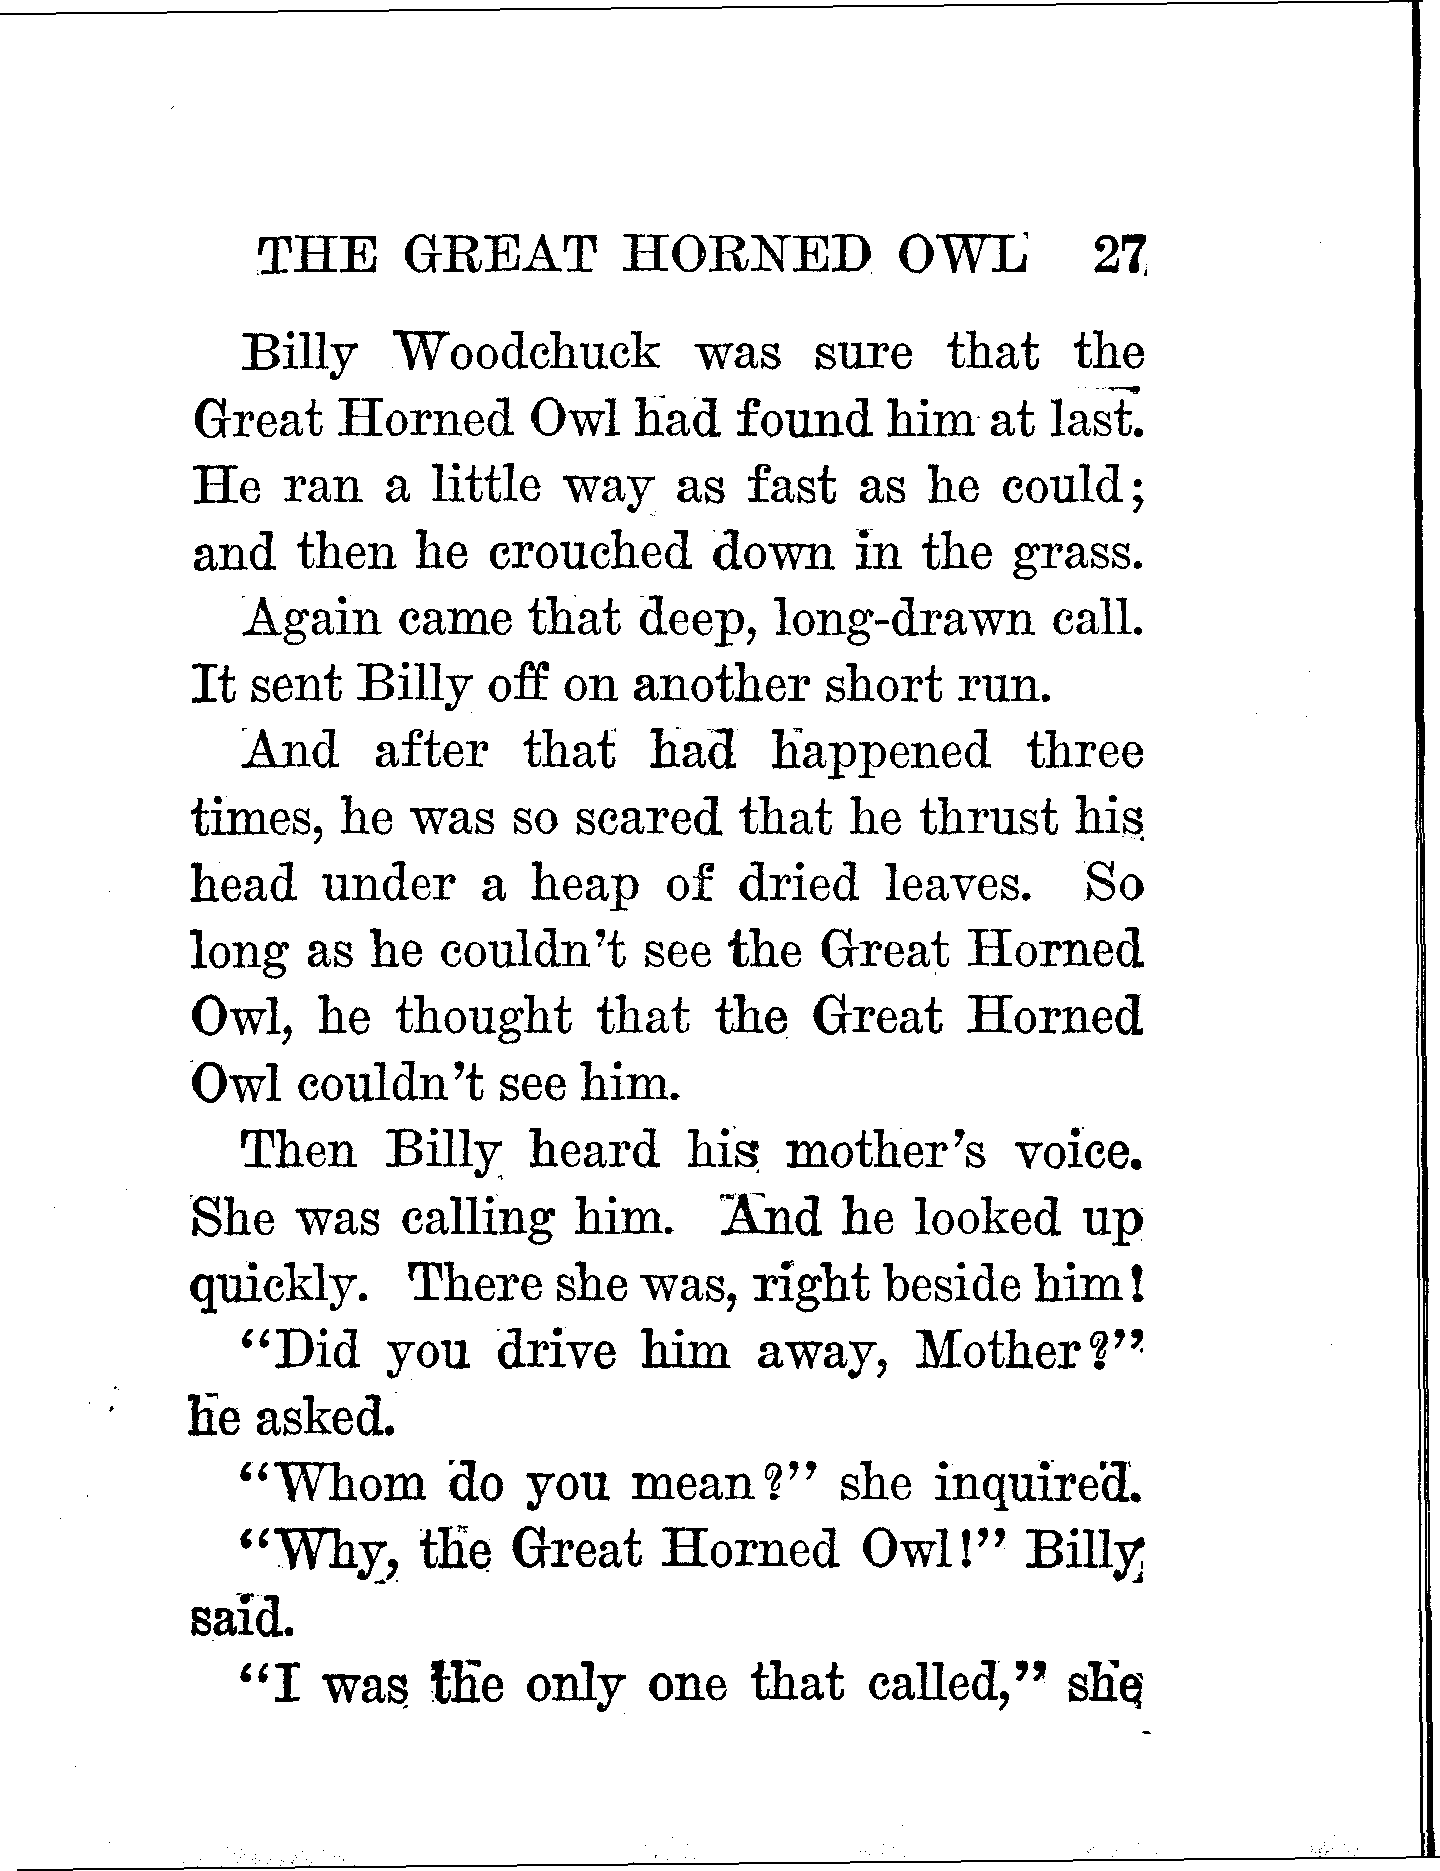 THE GREAT HORNED OWL 27
Billy Woodchuck was sure that the
Great Horned Owl had found him at last.
He ran a little way as fast as he could;
and then he crouched down in the grass.
Again came that deep, long-drawn call.
It sent Billy off on another short run.
And after that had happened three
times, he was so scared that he thrust his
head under a heap of dried leaves. So
long as he couldn't see the Great Horned
Owl, he thought that the Great Horned
Owl couldn't see him.
Then Billy heard his mother's voice.
She was calling him. And he looked up
quickly. There she was, right beside him!
"Did you drive him away, Mother?"
he asked.
"Whom do you mean?" she inquired.
"Why, the Great Horned Owl!" Billy
said.
"I was the only one that called," she